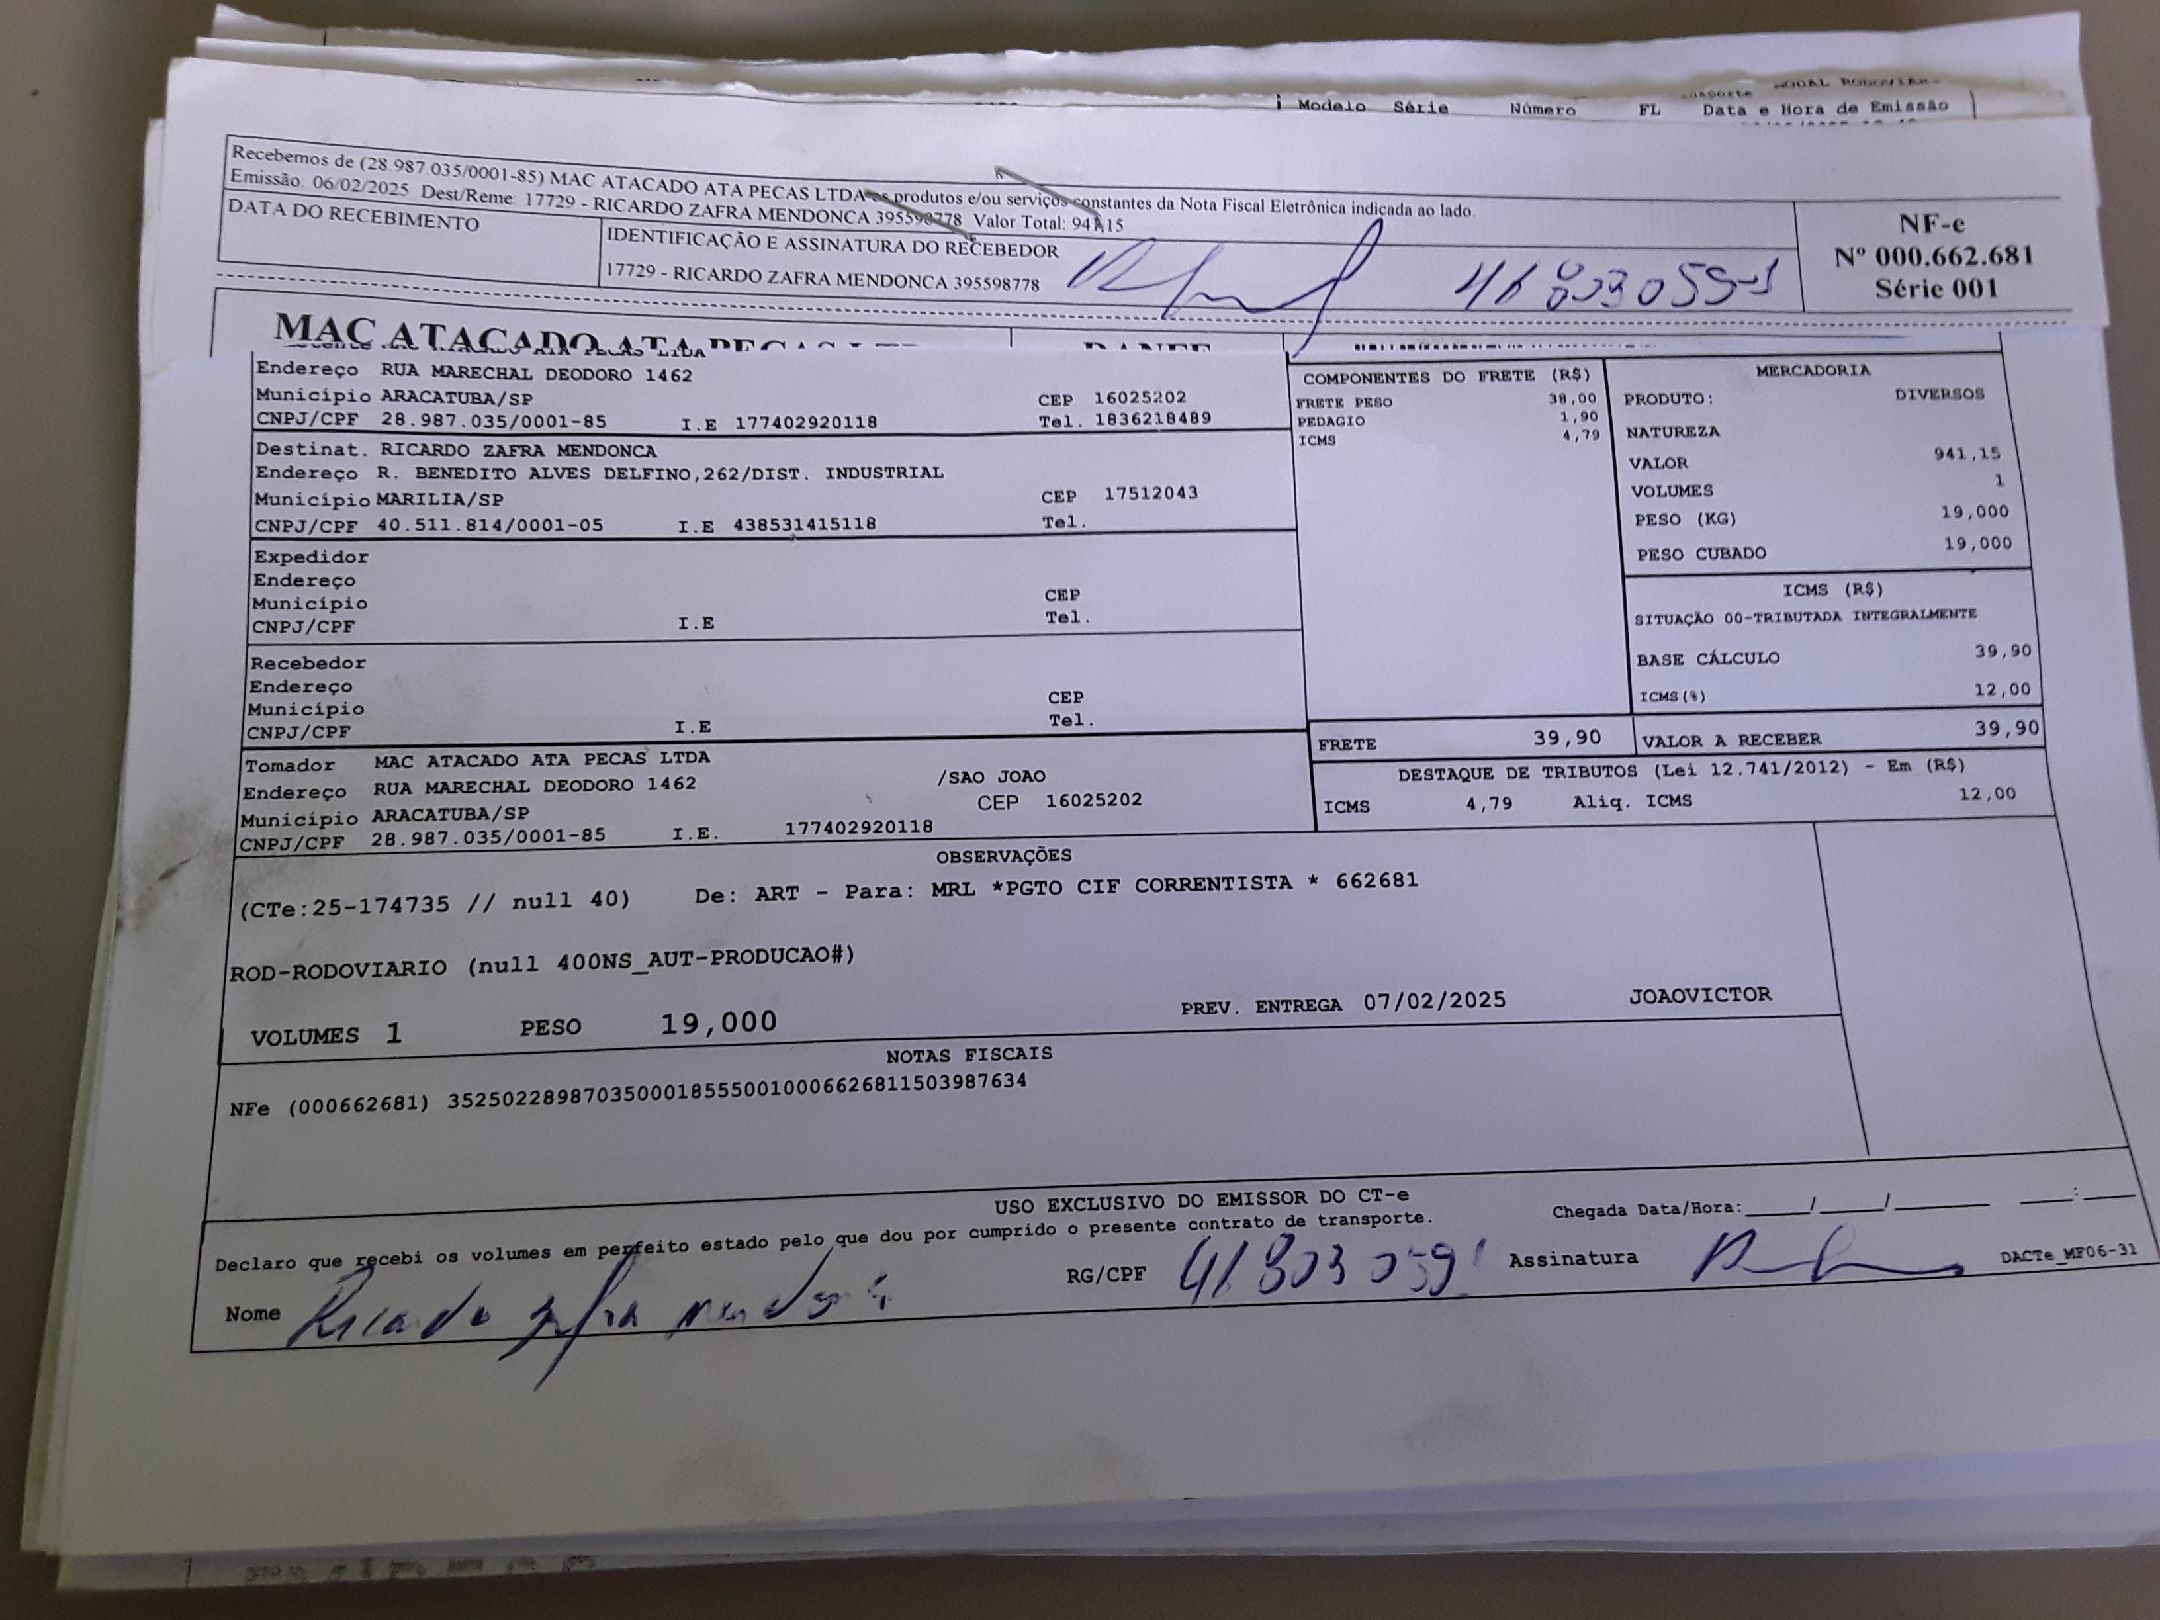 Modelo Série Número FL Data e Hora de Emissão
Recebemos de (28.987.035/0001-85) MAC ATACADO ATA PECAS LTDA os produtos e/ou serviços constantes da Nota Fiscal Eletrônica indicada ao lado.
Emissão: 06/02/2025 Dest/Reme: 17729 - RICARDO ZAFRA MENDONCA 395598778 Valor Total: 941,15
DATA DO RECEBIMENTO
IDENTIFICAÇÃO E ASSINATURA DO RECEBEDOR
17729 - RICARDO ZAFRA MENDONCA 395598778
NF-e
Nº 000.662.681
Série 001
MAC ATACADO ATA PECAS
DANFE
Endereço RUA MARECHAL DEODORO 1462
Município ARACATUBA/SP CEP 16025202
CNPJ/CPF 28.987.035/0001-85 I.E 177402920118 Tel. 1836218489
Destinat. RICARDO ZAFRA MENDONCA
Endereço R. BENEDITO ALVES DELFINO,262/DIST. INDUSTRIAL
Município MARILIA/SP CEP 17512043
CNPJ/CPF 40.511.814/0001-05 I.E 438531415118 Tel.
Expedidor
Endereço
Município CEP
CNPJ/CPF I.E Tel.
Recebedor
Endereço
Município CEP
CNPJ/CPF I.E Tel.
Tomador MAC ATACADO ATA PECAS LTDA
Endereço RUA MARECHAL DEODORO 1462 /SAO JOAO
Município ARACATUBA/SP CEP 16025202
CNPJ/CPF 28.987.035/0001-85 I.E. 177402920118
COMPONENTES DO FRETE (R$)
FRETE PESO 38,00
PEDAGIO 1,90
ICMS 4,79
MERCADORIA
PRODUTO: DIVERSOS
NATUREZA
VALOR 941,15
VOLUMES 1
PESO (KG) 19,000
PESO CUBADO 19,000
ICMS (R$)
SITUAÇÃO 00-TRIBUTADA INTEGRALMENTE
BASE CÁLCULO 39,90
ICMS(%) 12,00
FRETE 39,90 VALOR A RECEBER 39,90
DESTAQUE DE TRIBUTOS (Lei 12.741/2012) - Em (R$)
ICMS 4,79 Aliq. ICMS 12,00
OBSERVAÇÕES
(CTe:25-174735 // null 40) De: ART - Para: MRL *PGTO CIF CORRENTISTA * 662681
ROD-RODOVIARIO (null 400NS_AUT-PRODUCAO#)
VOLUMES 1 PESO 19,000 PREV. ENTREGA 07/02/2025 JOAOVICTOR
NOTAS FISCAIS
NFe (000662681) 35250228987035000185550010006626811503987634
USO EXCLUSIVO DO EMISSOR DO CT-e
Declaro que recebi os volumes em perfeito estado pelo que dou por cumprido o presente contrato de transporte. Chegada Data/Hora:_____/_____/_______ ____:____
Nome Ricardo Zafra Mendonça RG/CPF 418030591 Assinatura DACTe_MF06-31